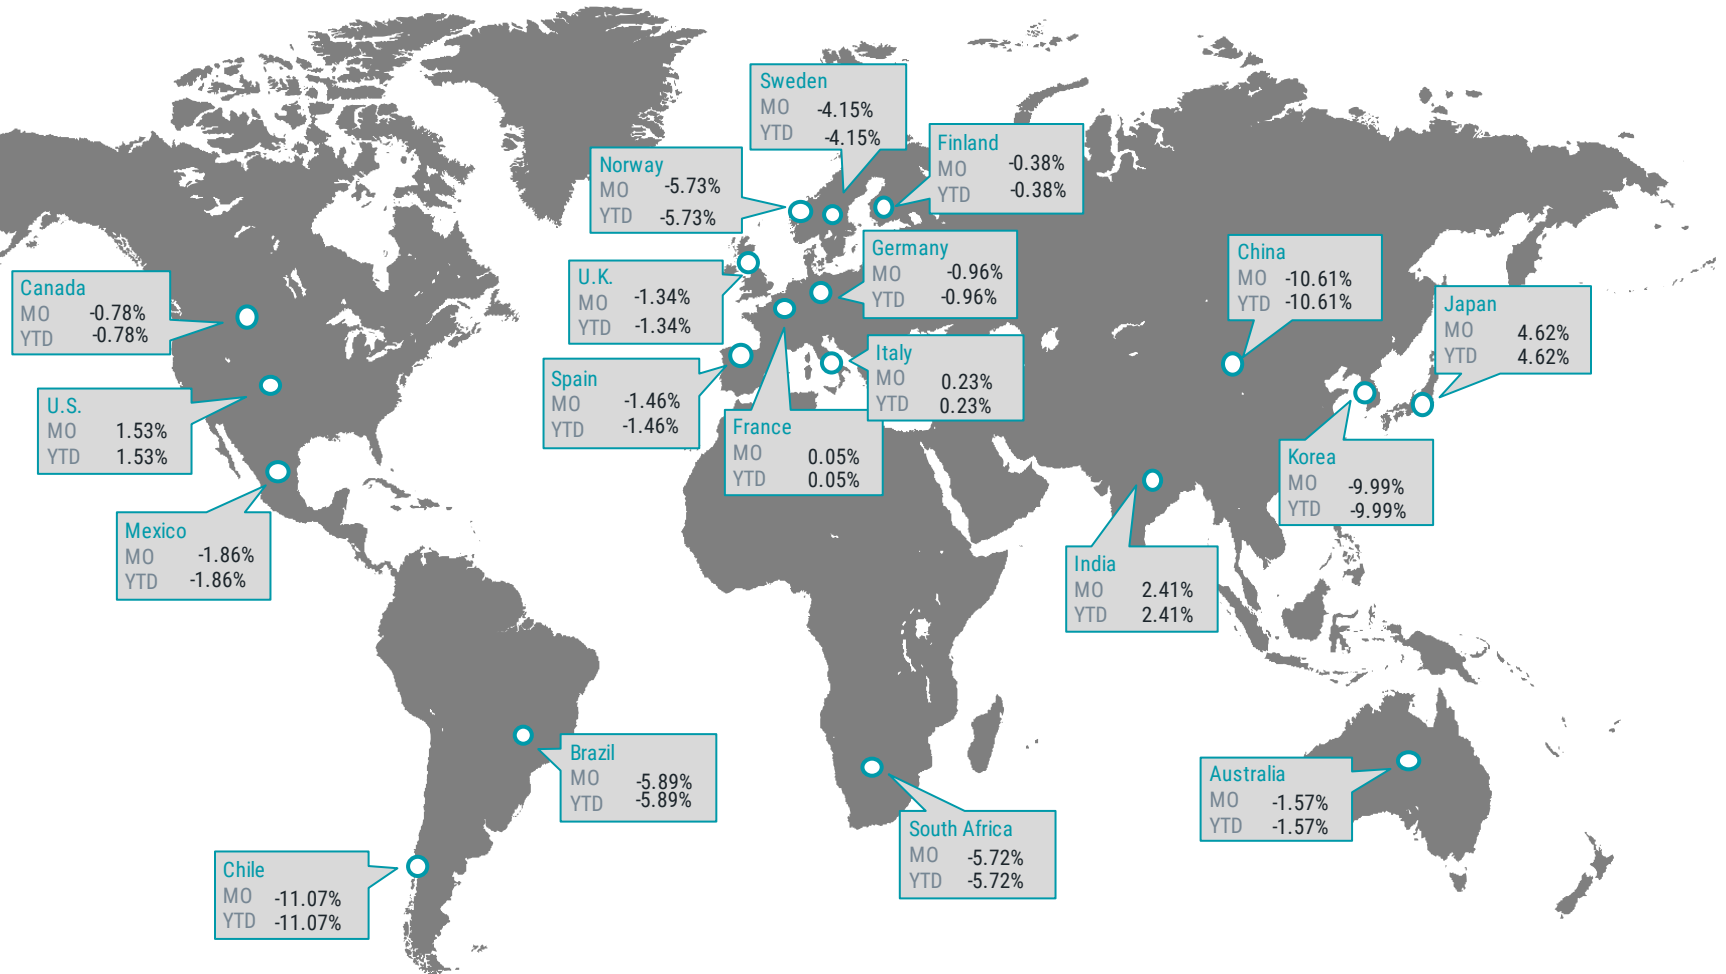 Sweden
MO -4.15%
YTD -4.15%
Finland
MO -0.38%
YTD -0.38%
Norway
MO -5.73%
YTD -5.73%
Germany
MO -0.96%
YTD -0.96%
U.K.
MO -1.34%
YTD -1.34%
China
MO -10.61%
YTD -10.61%
Canada
MO -0.78%
YTD -0.78%
Japan
MO 4.62%
YTD 4.62%
Italy
MO 0.23%
YTD 0.23%
Spain
MO -1.46%
YTD -1.46%
U.S.
MO 1.53%
YTD 1.53%
France
MO 0.05%
YTD 0.05%
Korea
MO -9.99%
YTD -9.99%
Mexico
MO -1.86%
YTD -1.86%
India
MO 2.41%
YTD 2.41%
Brazil
MO -5.89%
YTD -5.89%
Australia
MO -1.57%
YTD -1.57%
South Africa
MO -5.72%
YTD -5.72%
Chile
MO -11.07%
YTD -11.07%